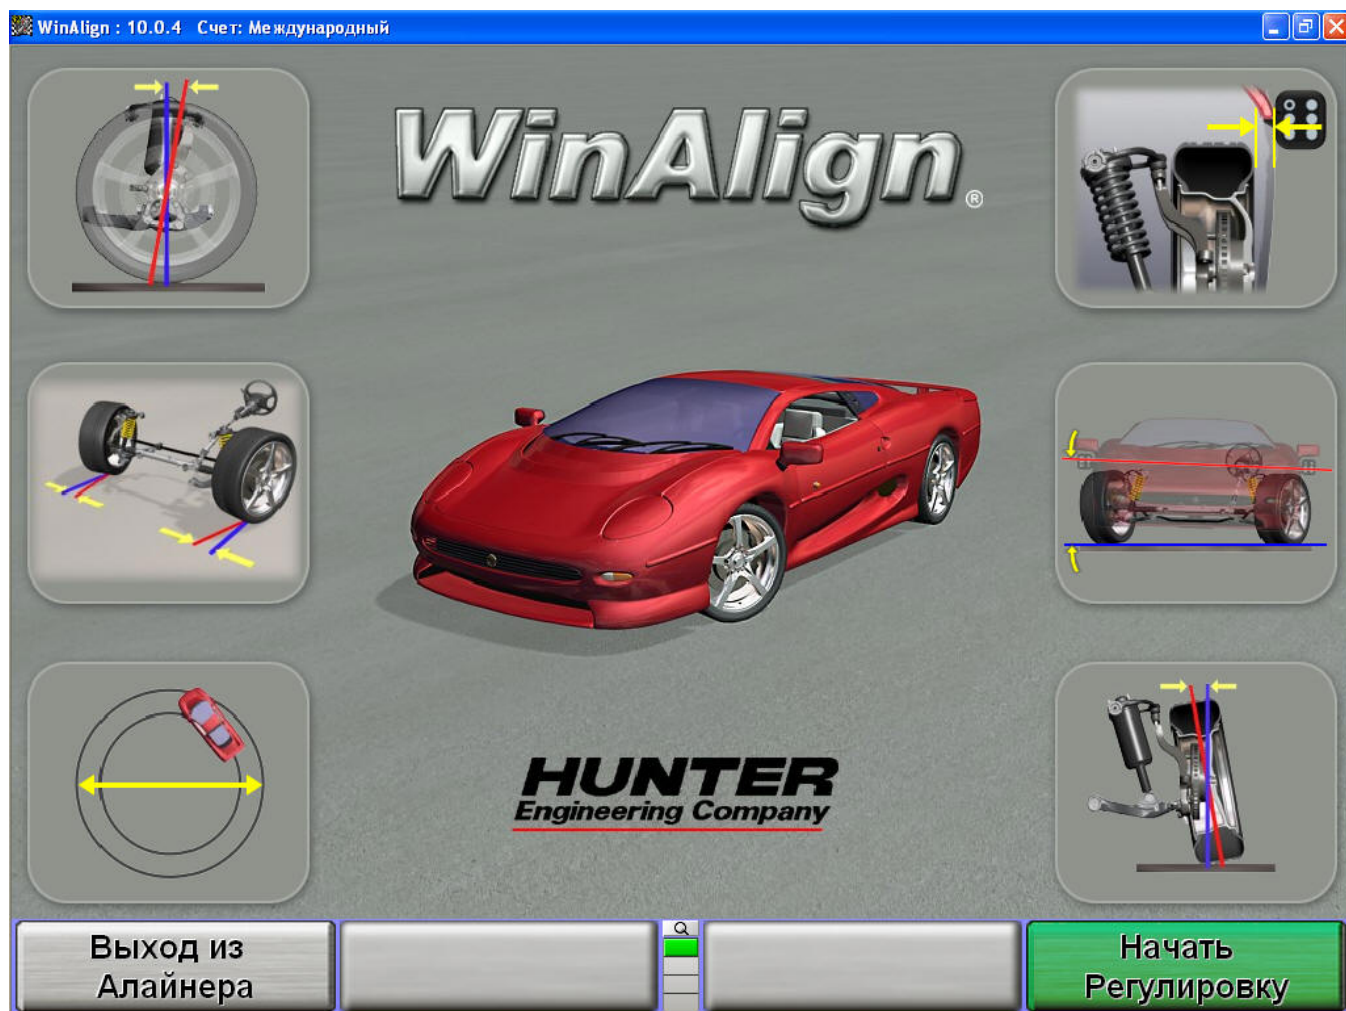 WinAlign : 10.0.4 Счет: Международный
WinAlign®
HUNTER
Engineering Company
Выход из
Алайнера
Начать
Регулировку